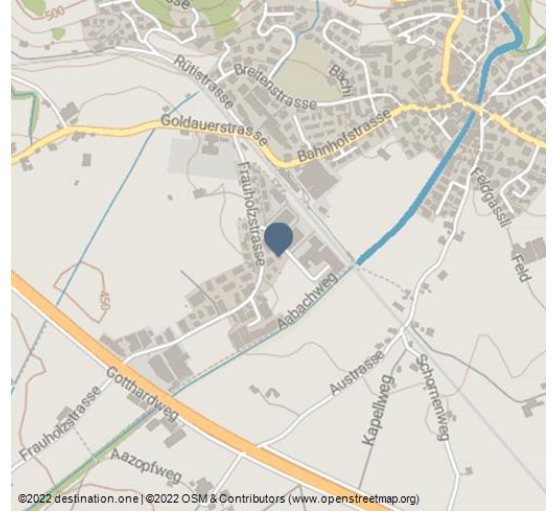 500
Rütistrasse
Breitenstrasse
Bächi
Goldauerstrasse
Bahnhofstrasse
Frauholzstrasse
Feldgässli
Feld
450
Aabachweg
Austrasse
Gotthardweg
Kapellweg
Schornenweg
Frauholzstrasse
Aazopfweg
©2022 destination.one | ©2022 OSM & Contributors (www.openstreetmap.org)